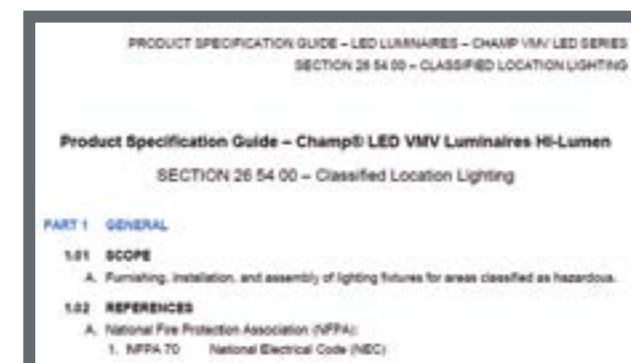 PRODUCT SPECIFICATION GUIDE – LED LUMINAIRES – CHAMP VMV LED SERIES
SECTION 26 54 00 – CLASSIFIED LOCATION LIGHTING
Product Specification Guide – Champ® LED VMV Luminaires Hi-Lumen
SECTION 26 54 00 – Classified Location Lighting
PART 1 GENERAL
1.01 SCOPE
A. Furnishing, installation, and assembly of lighting fixtures for areas classified as hazardous.
1.02 REFERENCES
A. National Fire Protection Association (NFPA):
1. NFPA 70 National Electrical Code (NEC)